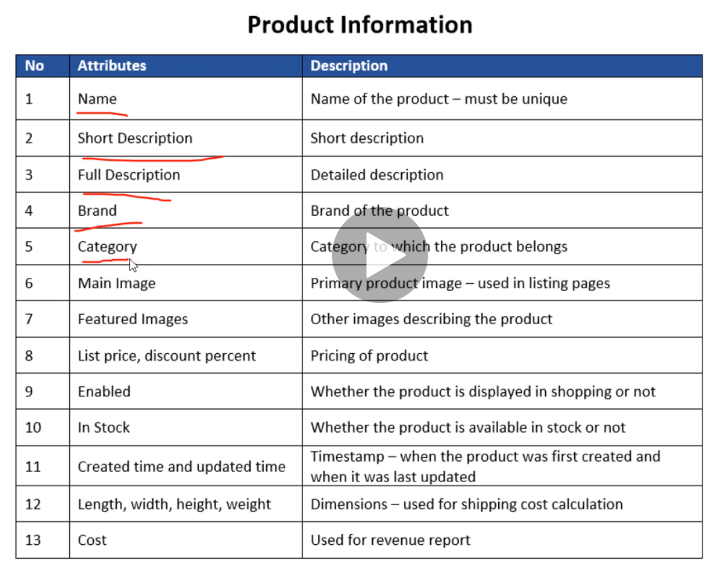 Product Information
No Attributes Description
1 Name Name of the product – must be unique
2 Short Description Short description
3 Full Description Detailed description
4 Brand Brand of the product
5 Category Category to which the product belongs
6 Main Image Primary product image – used in listing pages
7 Featured Images Other images describing the product
8 List price, discount percent Pricing of product
9 Enabled Whether the product is displayed in shopping or not
10 In Stock Whether the product is available in stock or not
11 Created time and updated time Timestamp – when the product was first created and
when it was last updated
12 Length, width, height, weight Dimensions – used for shipping cost calculation
13 Cost Used for revenue report